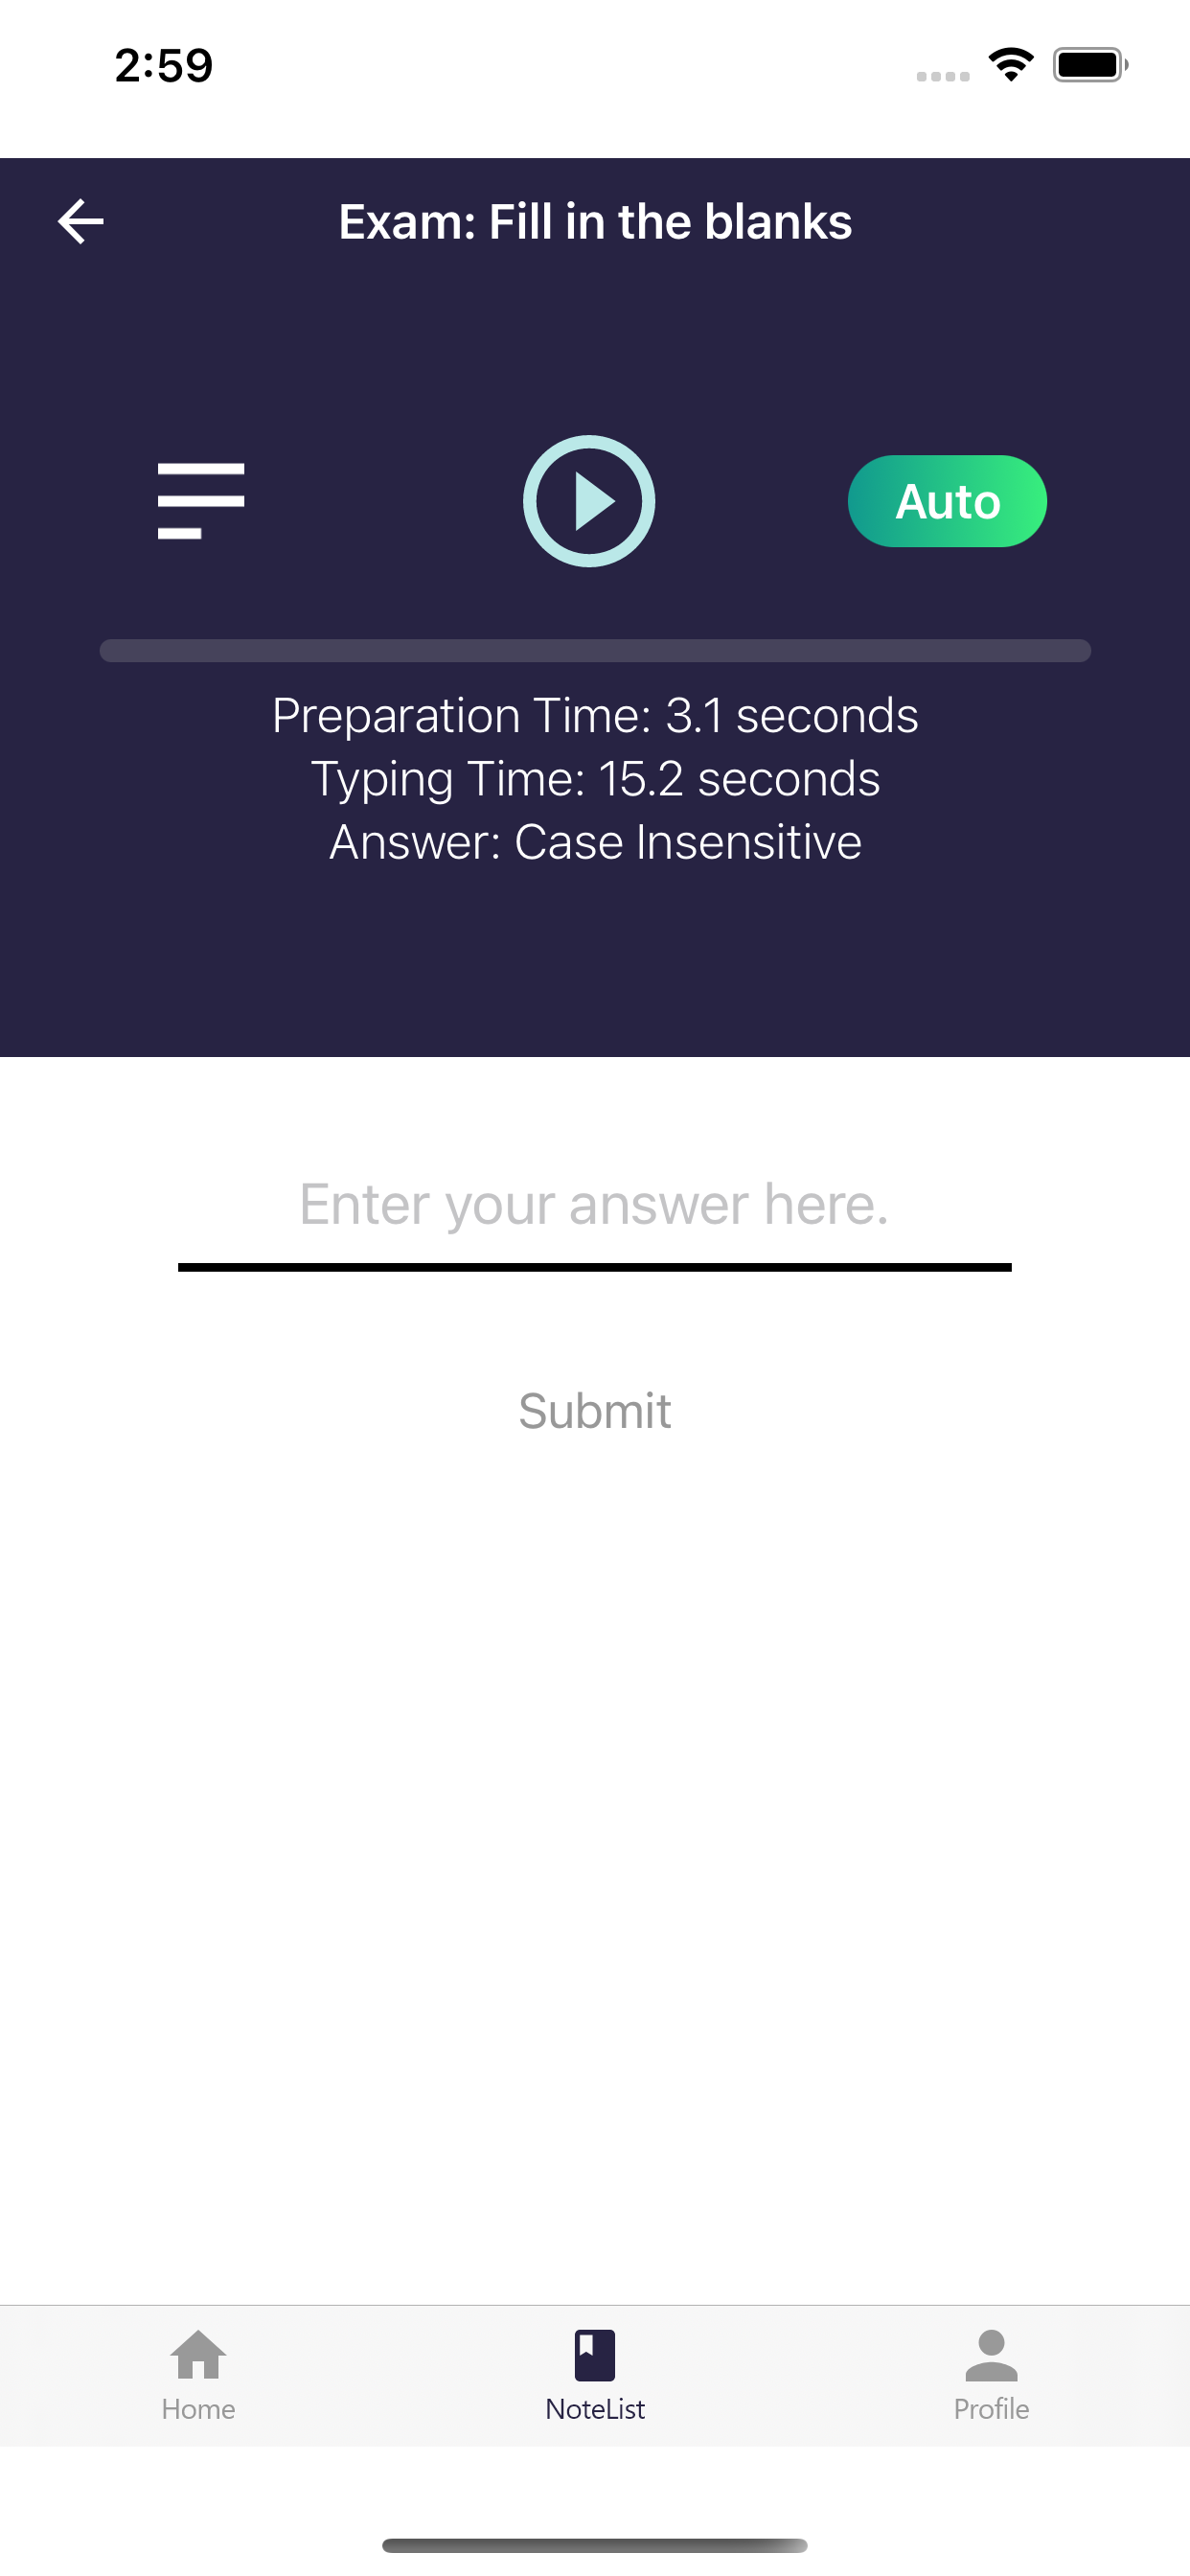 2:59
Exam: Fill in the blanks
Auto
Preparation Time: 3.1 seconds
Typing Time: 15.2 seconds
Answer: Case Insensitive
Enter your answer here.
Submit
Home
NoteList
Profile